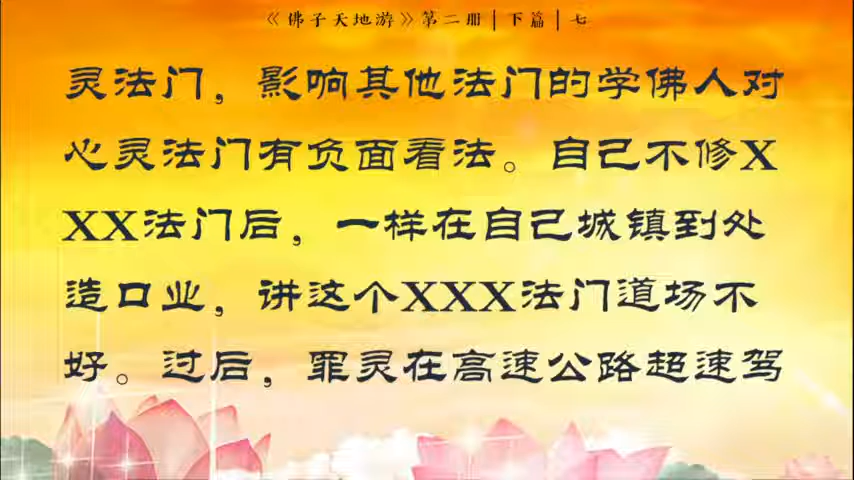 《佛子天地游》第二册|下篇|七
灵法门，影响其他法门的学佛人对
心灵法门有负面看法。自己不修X
XX法门后，一样在自己城镇到处
造口业，讲这个XXX法门道场不
好。过后，罪灵在高速公路超速驾